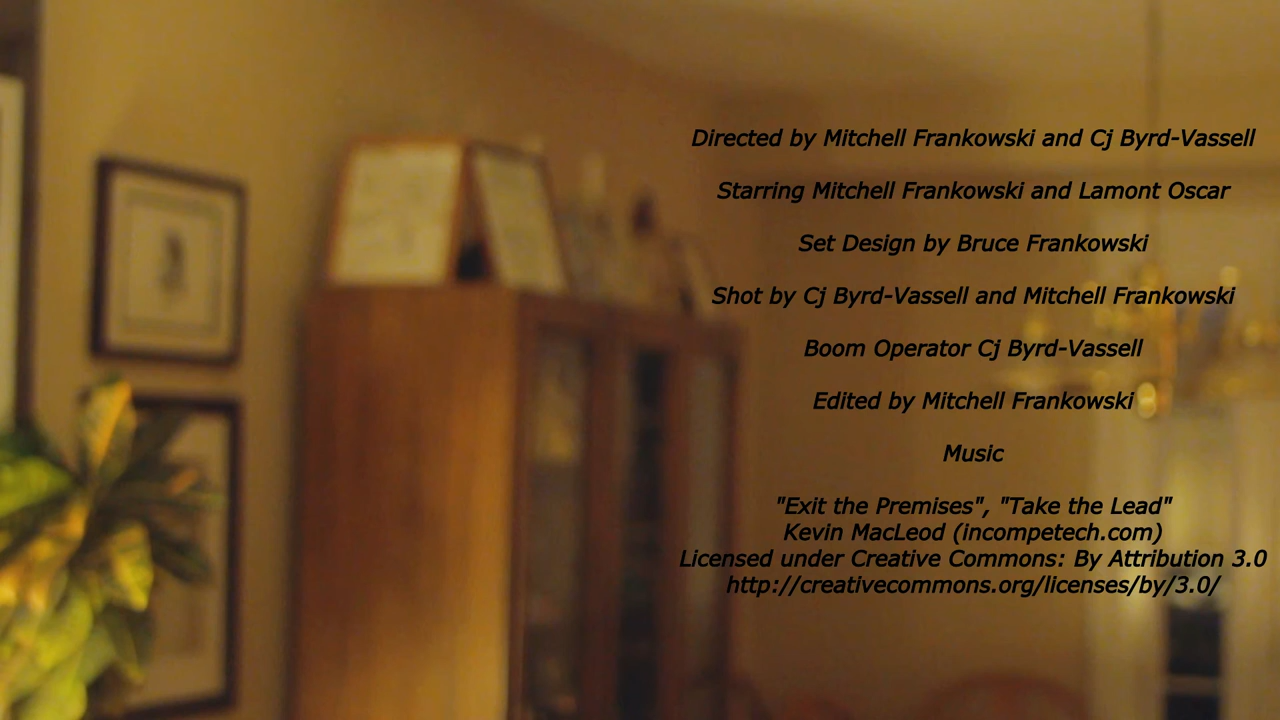 Directed by Mitchell Frankowski and Cj Byrd-Vassell
Starring Mitchell Frankowski and Lamont Oscar
Set Design by Bruce Frankowski
Shot by Cj Byrd-Vassell and Mitchell Frankowski
Boom Operator Cj Byrd-Vassell
Edited by Mitchell Frankowski
Music
"Exit the Premises", "Take the Lead"
Kevin MacLeod (incompetech.com)
Licensed under Creative Commons: By Attribution 3.0
http://creativecommons.org/licenses/by/3.0/